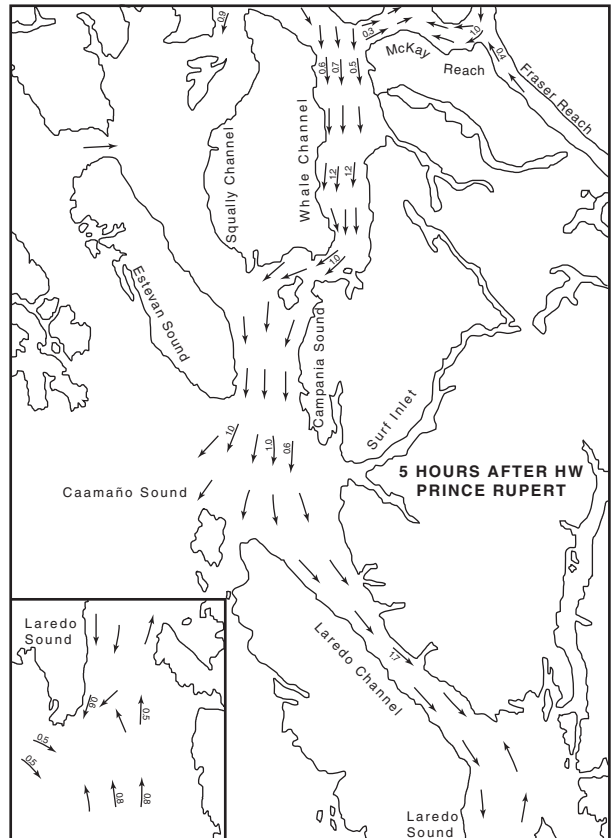 0.9
0.3
1.0
McKay
Reach
0.4
Fraser Reach
0.6
0.7
0.5
Squally Channel
Whale Channel
1.2
1.2
1.0
Estevan Sound
Campania Sound
Surf Inlet
1.0
1.0
0.6
5 HOURS AFTER HW
PRINCE RUPERT
Caamaño Sound
Laredo Channel
1.7
Laredo
Sound
0.6
0.5
0.5
0.5
0.8
0.8
Laredo
Sound